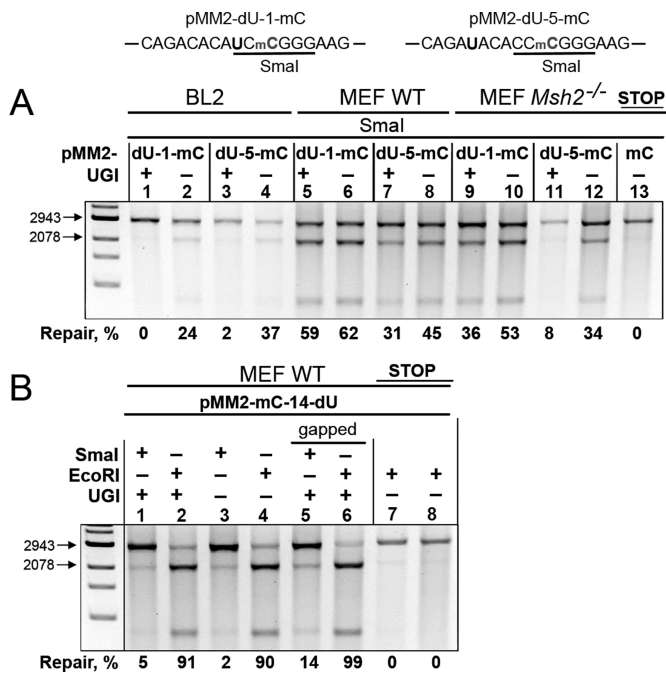 pMM2-dU-1-mC pMM2-dU-5-mC
— CAGACACAUCmCGGGAAG — — CAGAUACACCmCGGGAAG —
SmaI SmaI
A
BL2 MEF WT MEF Msh2-/- STOP
SmaI
pMM2- dU-1-mC dU-5-mC dU-1-mC dU-5-mC dU-1-mC dU-5-mC mC
UGI + – + – + – + – + – + –
1 2 3 4 5 6 7 8 9 10 11 12 13
2943
2078
Repair, % 0 24 2 37 59 62 31 45 36 53 8 34 0
B
MEF WT STOP
pMM2-mC-14-dU
gapped
SmaI + – + – + – – –
EcoRI – + – + – + + +
UGI + + – – + + – –
1 2 3 4 5 6 7 8
2943
2078
Repair, % 5 91 2 90 14 99 0 0